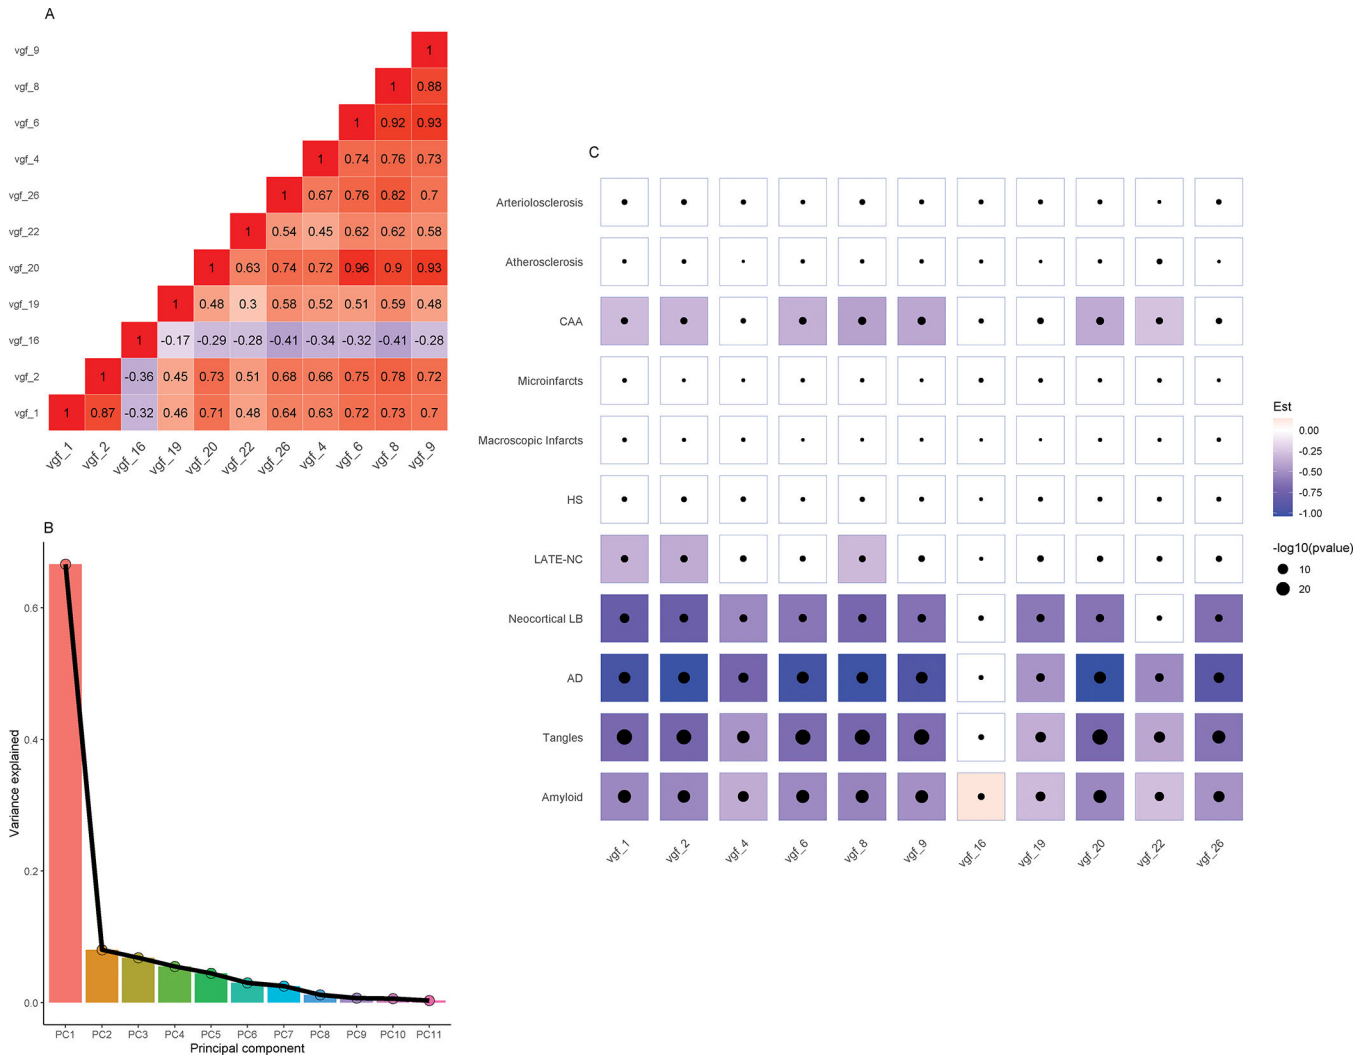 A
vgf_9 1
vgf_8 1 0.88
vgf_6 1 0.92 0.93
vgf_4 1 0.74 0.76 0.73
vgf_26 1 0.67 0.76 0.82 0.7
vgf_22 1 0.54 0.45 0.62 0.62 0.58
vgf_20 1 0.63 0.74 0.72 0.96 0.9 0.93
vgf_19 1 0.48 0.3 0.58 0.52 0.51 0.59 0.48
vgf_16 1 -0.17 -0.29 -0.28 -0.41 -0.34 -0.32 -0.41 -0.28
vgf_2 1 -0.36 0.45 0.73 0.51 0.68 0.66 0.75 0.78 0.72
vgf_1 1 0.87 -0.32 0.46 0.71 0.48 0.64 0.63 0.72 0.73 0.7
vgf_1 vgf_2 vgf_16 vgf_19 vgf_20 vgf_22 vgf_26 vgf_4 vgf_6 vgf_8 vgf_9
B
Variance explained
0.6
0.4
0.2
0.0
PC1 PC2 PC3 PC4 PC5 PC6 PC7 PC8 PC9 PC10 PC11
Principal component
C
Arteriolosclerosis
Atherosclerosis
CAA
Microinfarcts
Macroscopic Infarcts
HS
LATE-NC
Neocortical LB
AD
Tangles
Amyloid
vgf_1 vgf_2 vgf_4 vgf_6 vgf_8 vgf_9 vgf_16 vgf_19 vgf_20 vgf_22 vgf_26
Est
0.00
-0.25
-0.50
-0.75
-1.00
-log10(pvalue)
10
20